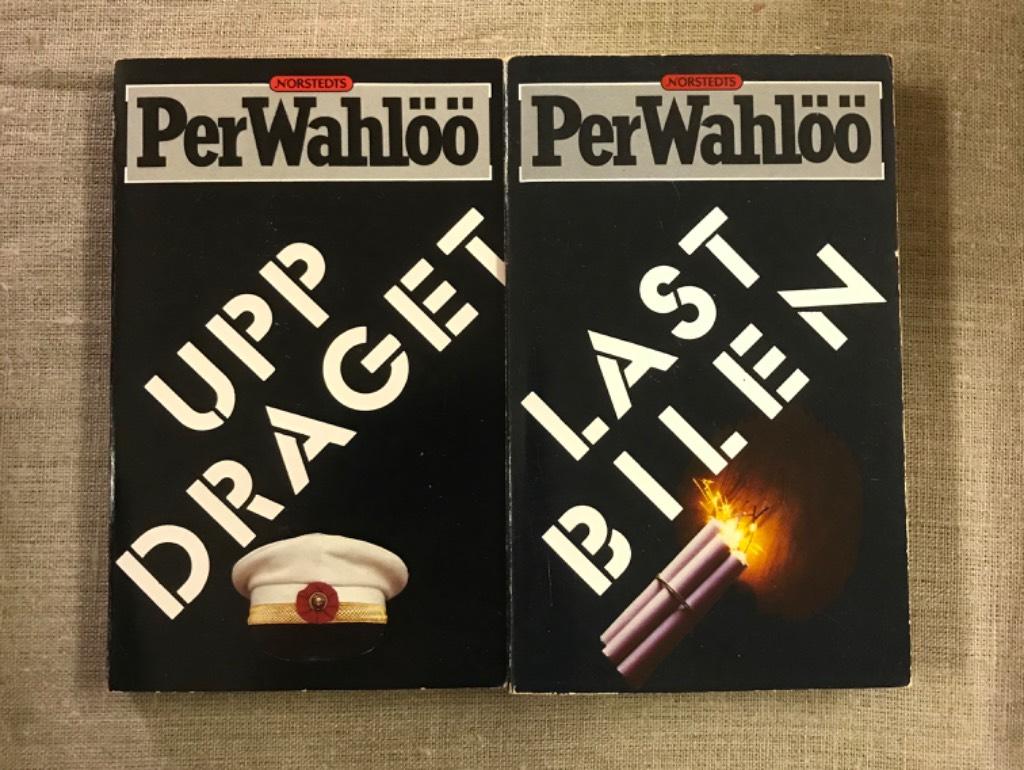 NORSTEDTS
Per Wahlöö
UPP
DRAGET
NORSTEDTS
Per Wahlöö
LAST
BILEN